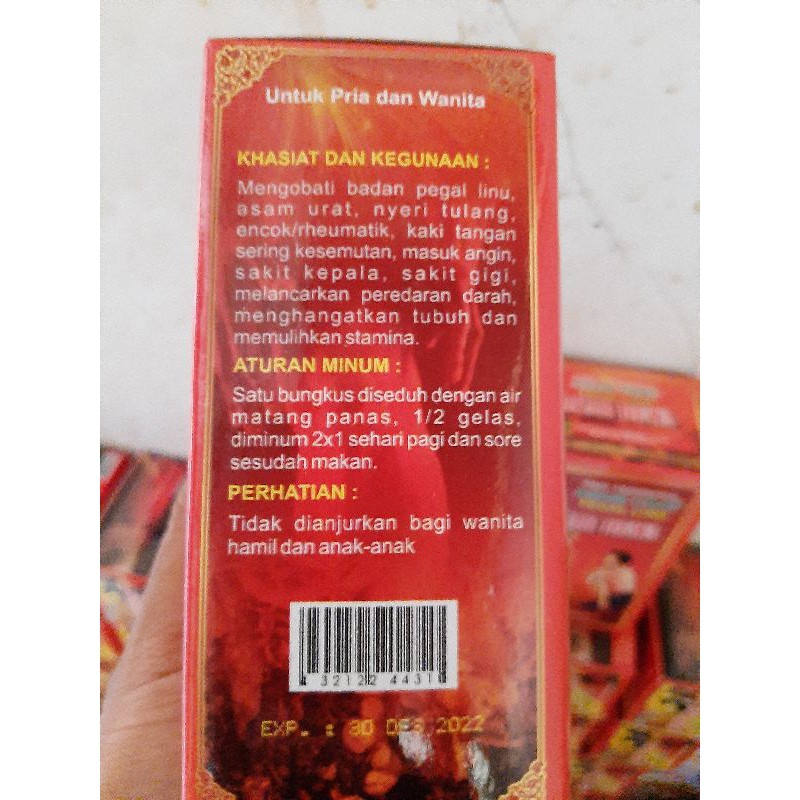 Untuk Pria dan Wanita
KHASIAT DAN KEGUNAAN :
Mengobati badan pegal linu,
asam urat, nyeri tulang,
encok/rheumatik, kaki tangan
sering kesemutan, masuk angin,
sakit kepala, sakit gigi,
melancarkan peredaran darah,
menghangatkan tubuh dan
memulihkan stamina.
ATURAN MINUM :
Satu bungkus diseduh dengan air
matang panas, 1/2 gelas,
diminum 2x1 sehari pagi dan sore
sesudah makan.
PERHATIAN :
Tidak dianjurkan bagi wanita
hamil dan anak-anak
4 32122 4431
EXP. : 30 DES 2022